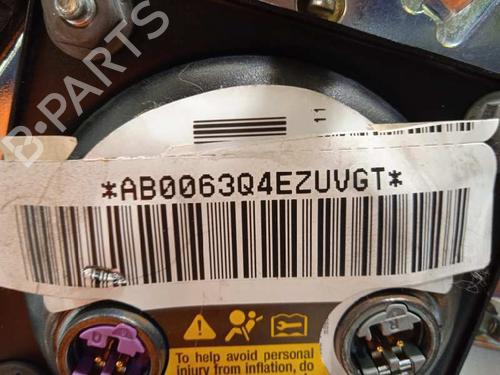 B-PARTS
11
*AB0063Q4EZUVGT*
To help avoid personal
injury from inflation, do